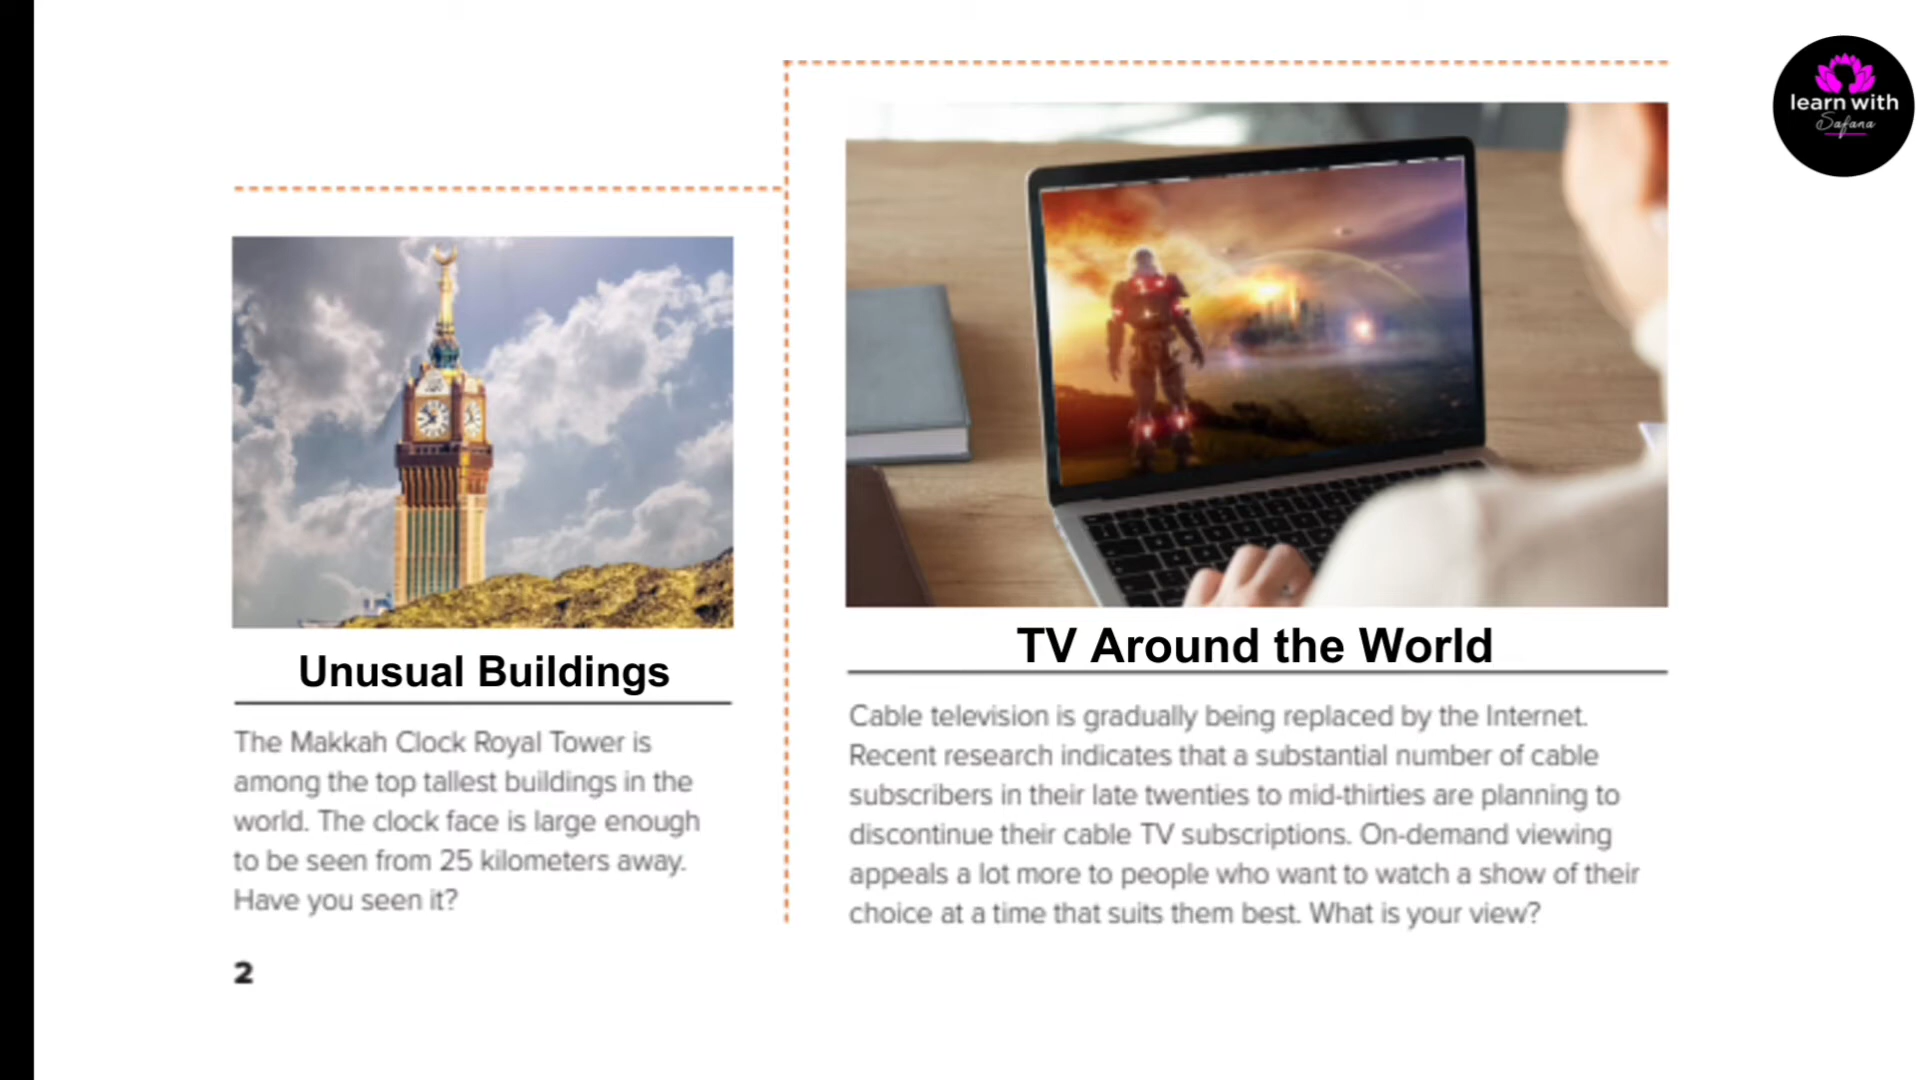 learn with
Safana
Unusual Buildings
The Makkah Clock Royal Tower is
among the top tallest buildings in the
world. The clock face is large enough
to be seen from 25 kilometers away.
Have you seen it?
2
TV Around the World
Cable television is gradually being replaced by the Internet.
Recent research indicates that a substantial number of cable
subscribers in their late twenties to mid-thirties are planning to
discontinue their cable TV subscriptions. On-demand viewing
appeals a lot more to people who want to watch a show of their
choice at a time that suits them best. What is your view?